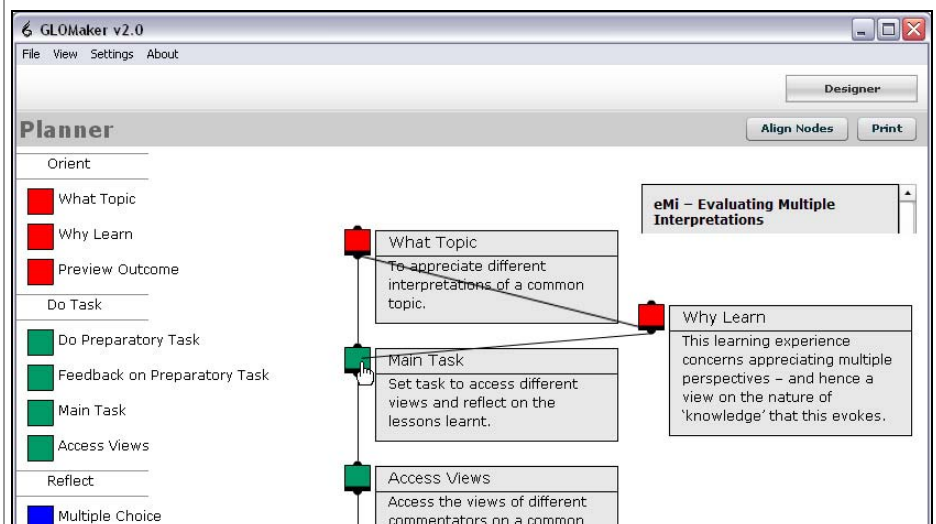 GLOMaker v2.0
File View Settings About
Designer
Planner
Align Nodes Print
Orient
What Topic
Why Learn
Preview Outcome
Do Task
Do Preparatory Task
Feedback on Preparatory Task
Main Task
Access Views
Reflect
Multiple Choice
What Topic
To appreciate different
interpretations of a common
topic.
Main Task
Set task to access different
views and reflect on the
lessons learnt.
Access Views
Access the views of different
commentators on a common
eMi – Evaluating Multiple
Interpretations
Why Learn
This learning experience
concerns appreciating multiple
perspectives – and hence a
view on the nature of
‘knowledge’ that this evokes.